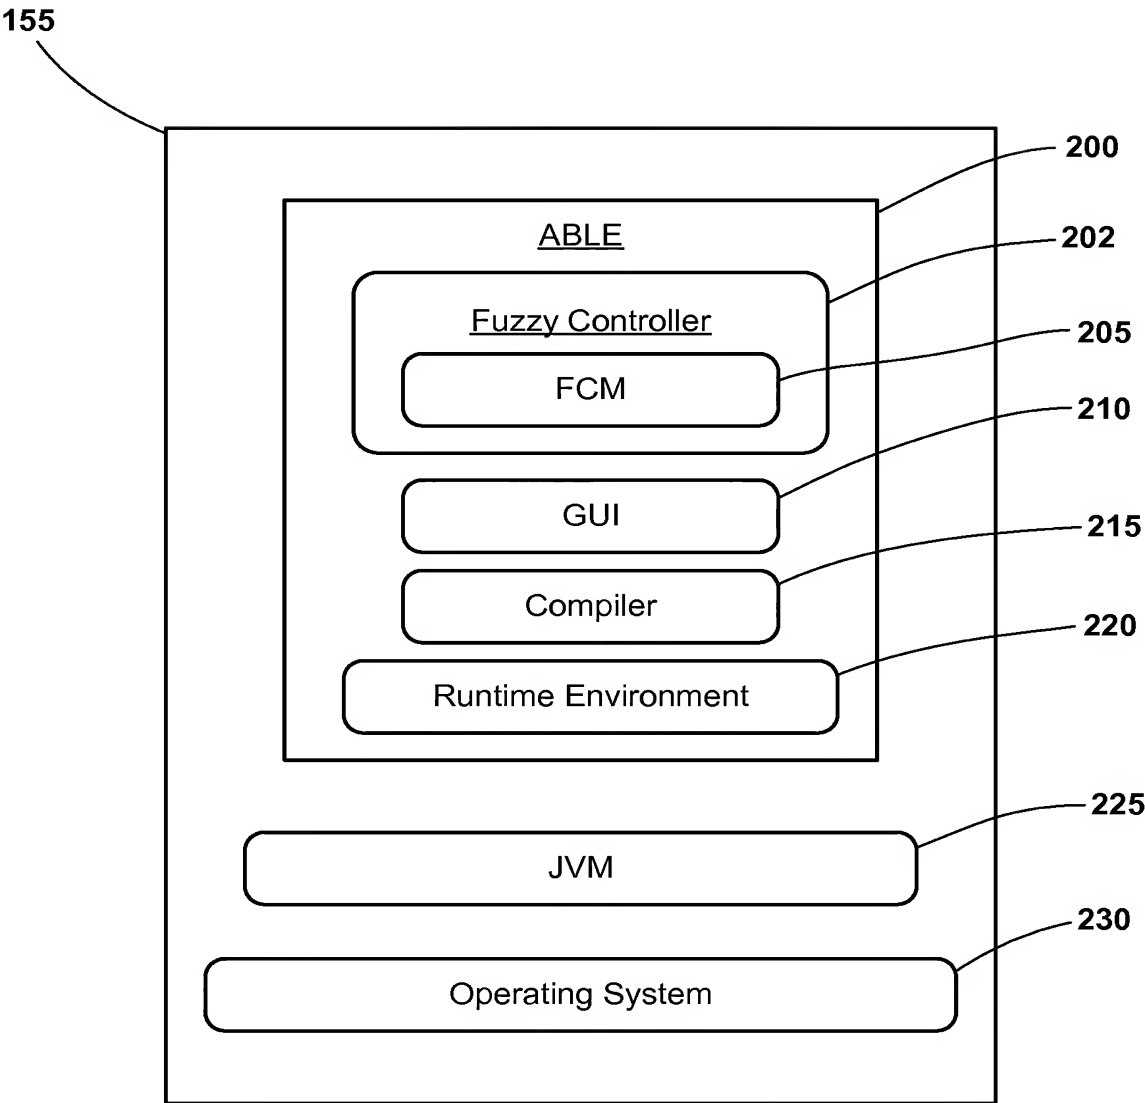 155
200
ABLE
202
Fuzzy Controller
205
FCM
210
GUI
215
Compiler
220
Runtime Environment
225
JVM
230
Operating System